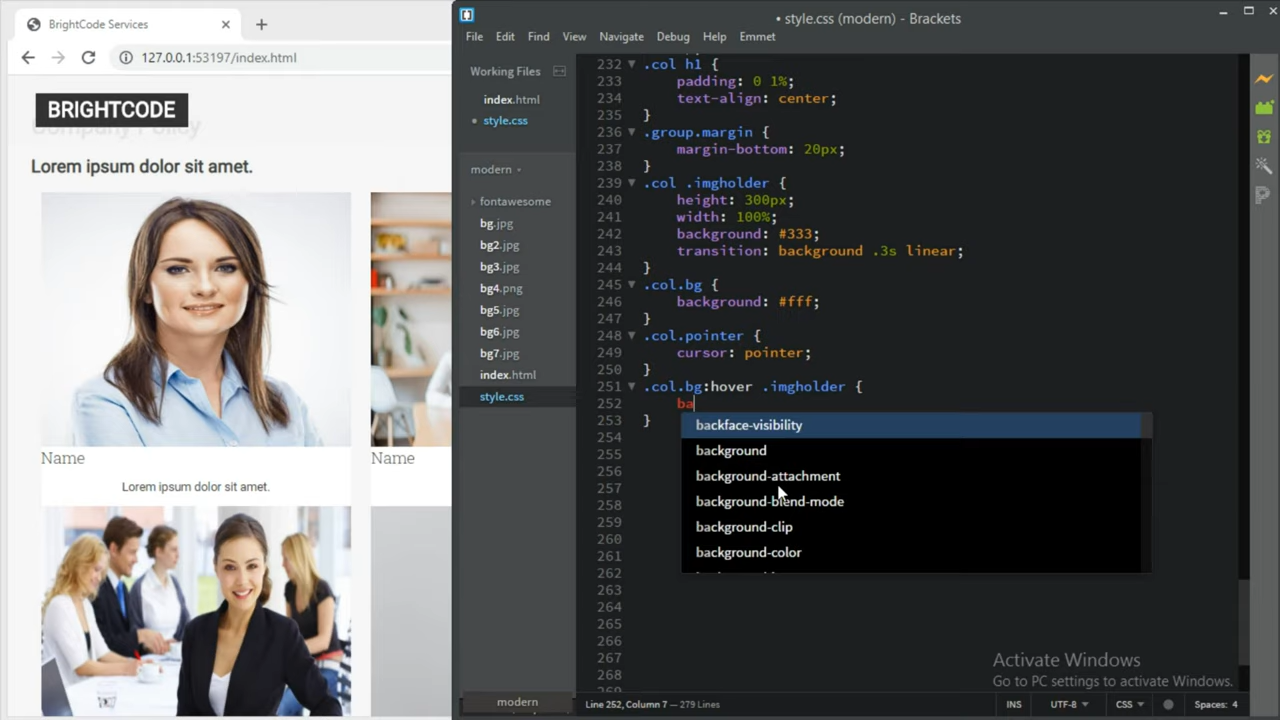 BrightCode Services
127.0.0.1:53197/index.html
BRIGHTCODE
Company Policy
Lorem ipsum dolor sit amet.
Name
Name
Lorem ipsum dolor sit amet.
• style.css (modern) - Brackets
File Edit Find View Navigate Debug Help Emmet
Working Files
index.html
style.css
modern
fontawesome
bg.jpg
bg2.jpg
bg3.jpg
bg4.png
bg5.jpg
bg6.jpg
bg7.jpg
index.html
style.css
modern
232 .col h1 {
233 padding: 0 1%;
234 text-align: center;
235 }
236 .group.margin {
237 margin-bottom: 20px;
238 }
239 .col .imgholder {
240 height: 300px;
241 width: 100%;
242 background: #333;
243 transition: background .3s linear;
244 }
245 .col.bg {
246 background: #fff;
247 }
248 .col.pointer {
249 cursor: pointer;
250 }
251 .col.bg:hover .imgholder {
252 ba
253 }
254
255
256
257
258
259
260
261
262
263
264
265
266
267
268
backface-visibility
background
background-attachment
background-blend-mode
background-clip
background-color
Activate Windows
Go to PC settings to activate Windows.
Line 252, Column 7 — 279 Lines
INS UTF-8 CSS Spaces: 4